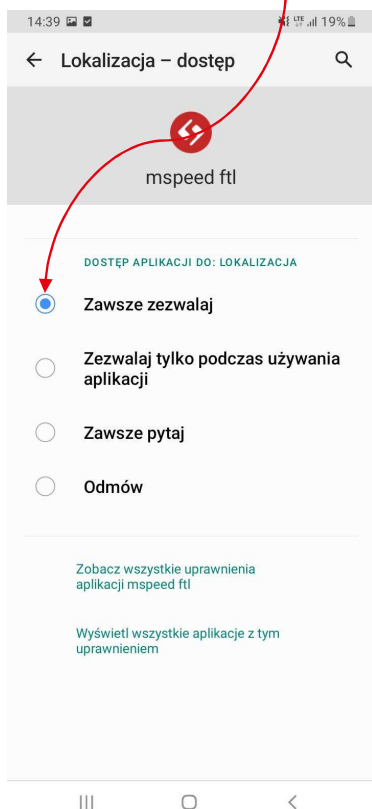 14:39 LTE 19%
Lokalizacja – dostęp
mspeed ftl
DOSTĘP APLIKACJI DO: LOKALIZACJA
Zawsze zezwalaj
Zezwalaj tylko podczas używania
aplikacji
Zawsze pytaj
Odmów
Zobacz wszystkie uprawnienia
aplikacji mspeed ftl
Wyświetl wszystkie aplikacje z tym
uprawnieniem